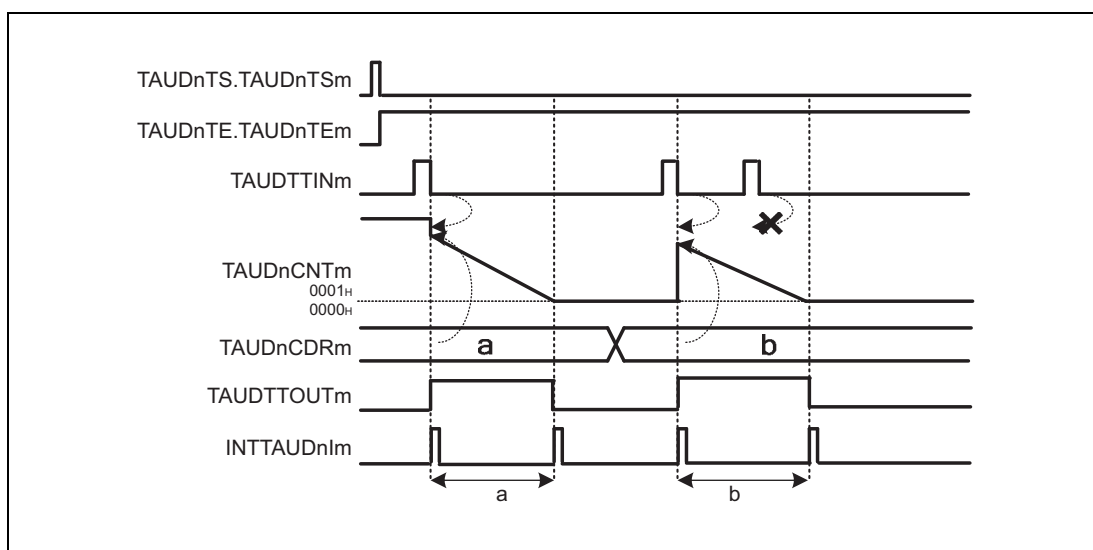 TAUDnTS.TAUDnTSm
TAUDnTE.TAUDnTEm
TAUDTTINm
TAUDnCNTm
0001H
0000H
TAUDnCDRm
a
b
TAUDTTOUTm
INTTAUDnIm
a
b